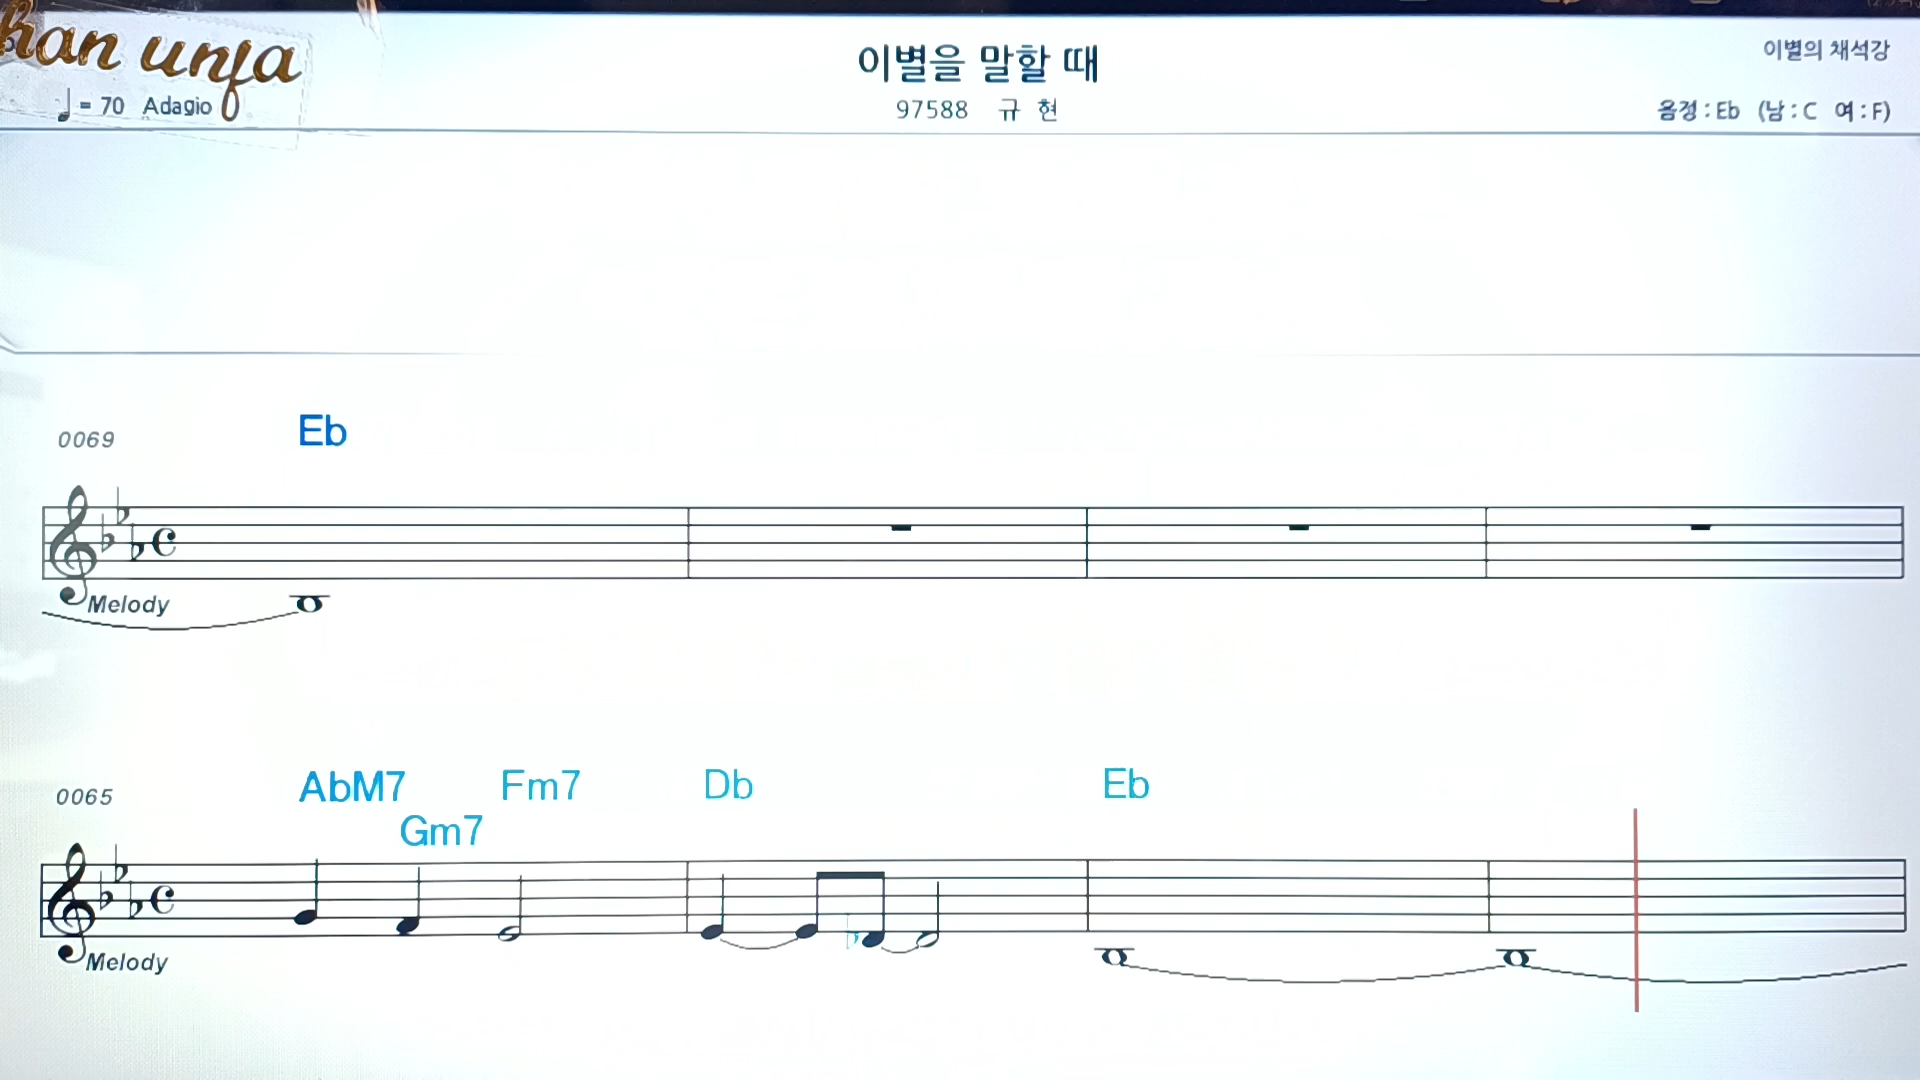 han unfa
이별을 말할 때
이별의 채석강
♩ = 70 Adagio
97588 규 현
음정 : Eb (남 : C 여 : F)
Eb
0069
Melody
AbM7 Fm7 Db Eb
0065
Gm7
Melody